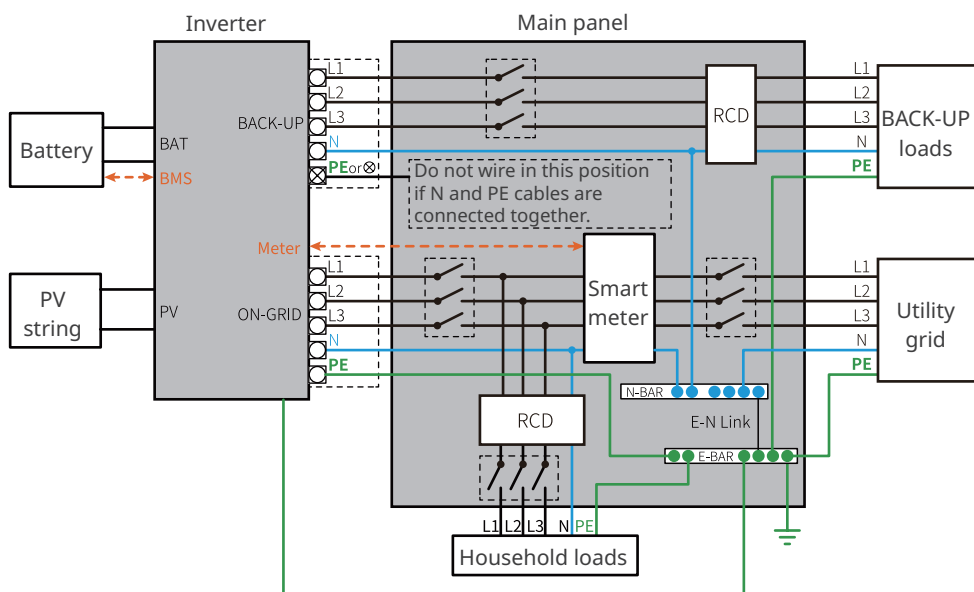 Inverter
Main panel
Battery
BAT
BMS
BACK-UP
L1
L2
L3
N
PE or ⊗
Do not wire in this position
if N and PE cables are
connected together.
RCD
L1
L2
L3
N
PE
BACK-UP
loads
Meter
PV
string
PV
ON-GRID
L1
L2
L3
N
PE
Smart
meter
L1
L2
L3
N
PE
Utility
grid
N-BAR
E-N Link
E-BAR
RCD
L1 L2 L3 N PE
Household loads